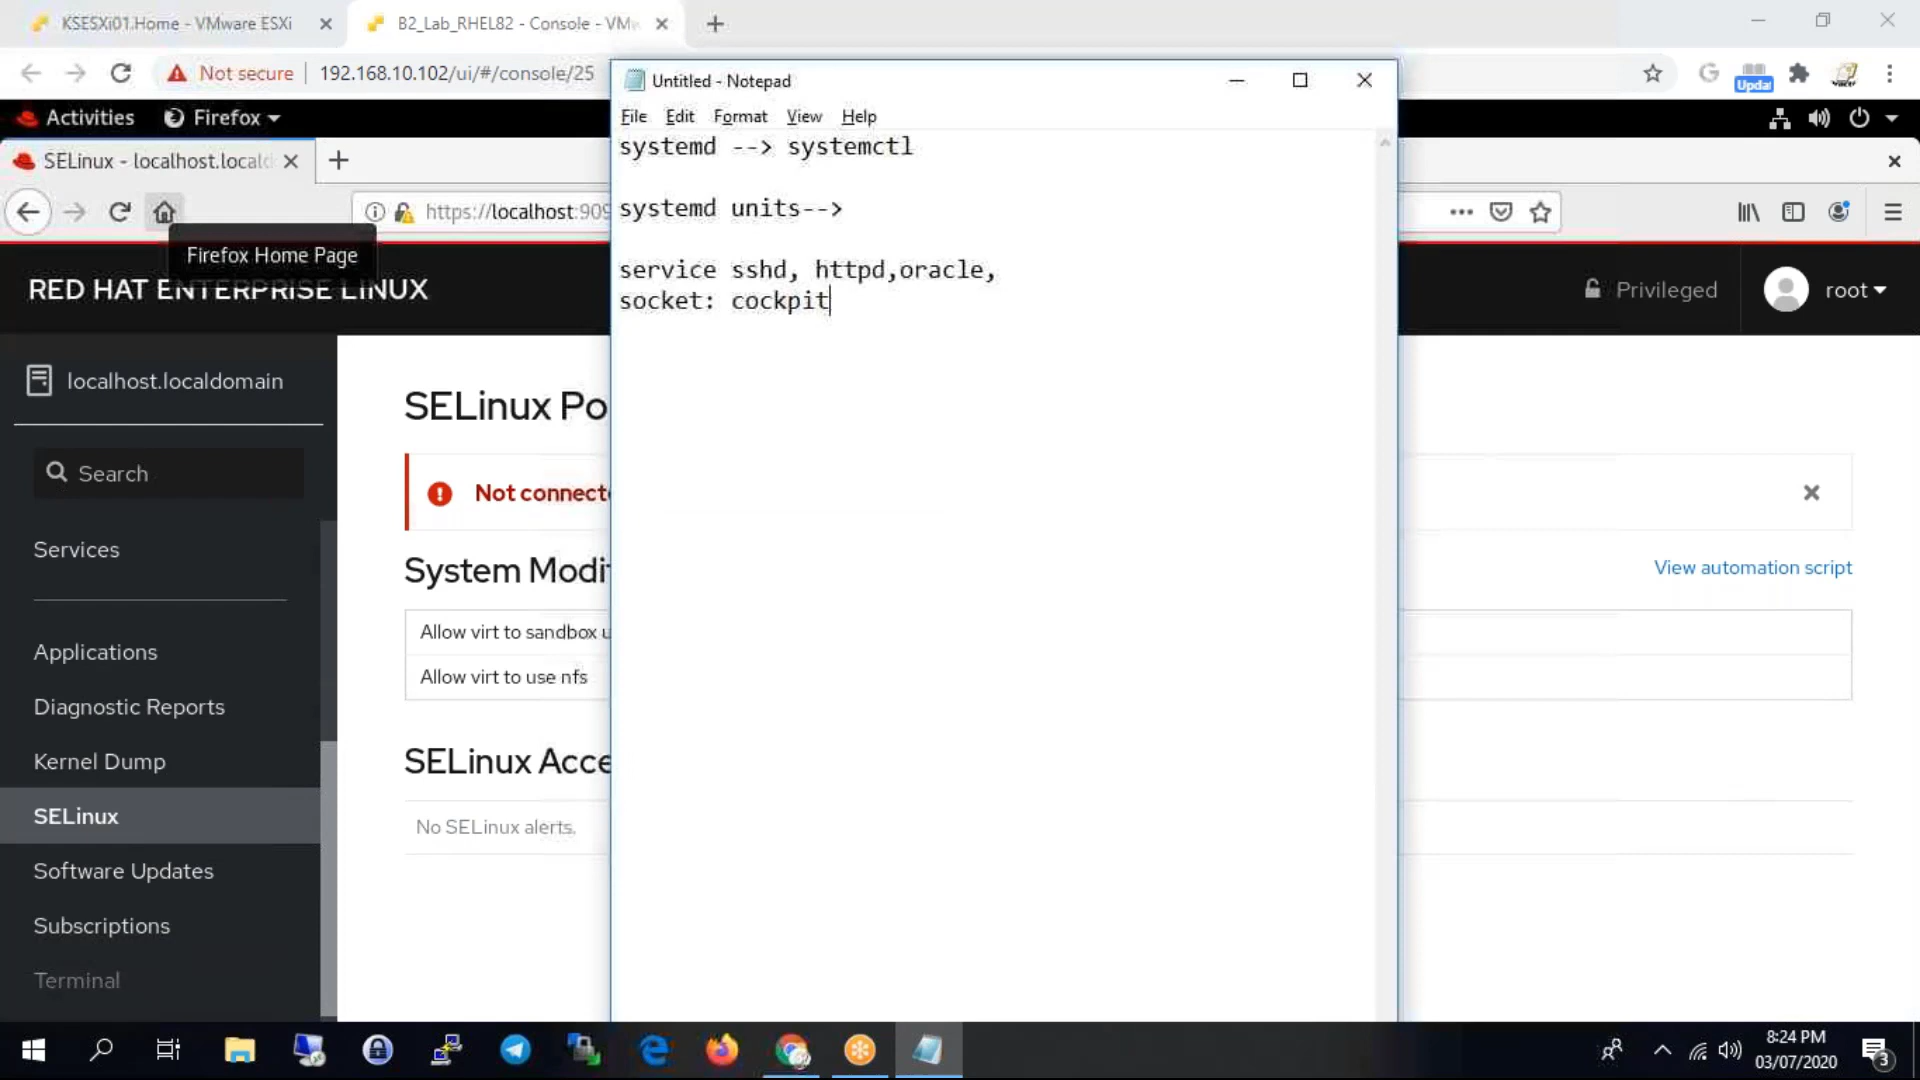 KSESXi01.Home - VMware ESXi
B2_Lab_RHEL82 - Console - VM
Not secure
192.168.10.102/ui/#/console/25
Updat
Untitled - Notepad
File Edit Format View Help
Activities
Firefox
systemd --> systemctl
SELinux - localhost.locald
https://localhost:909
systemd units-->
Firefox Home Page
service sshd, httpd,oracle,
RED HAT ENTERPRISE LINUX
Privileged
root
socket: cockpit
localhost.localdomain
SELinux Po
Search
Not connect
Services
System Modi
View automation script
Allow virt to sandbox u
Applications
Allow virt to use nfs
Diagnostic Reports
Kernel Dump
SELinux Acce
SELinux
No SELinux alerts.
Software Updates
Subscriptions
Terminal
8:24 PM
03/07/2020
3